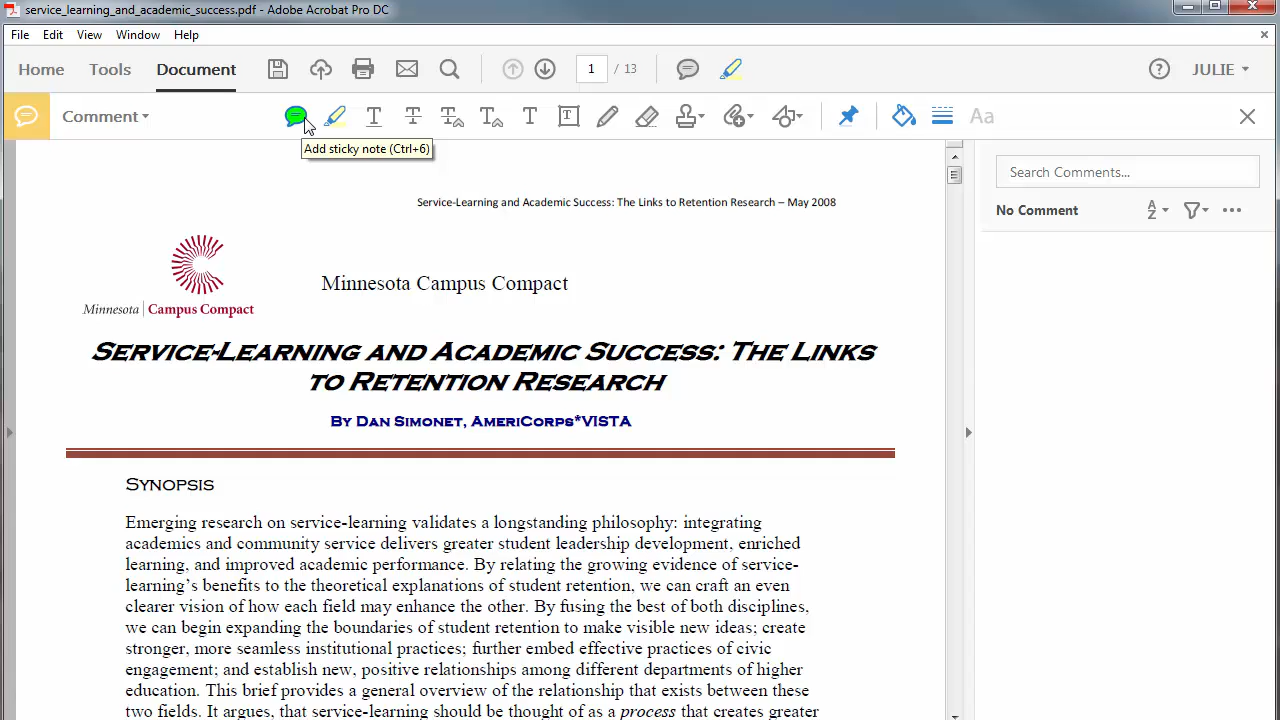 service_learning_and_academic_success.pdf - Adobe Acrobat Pro DC
File Edit View Window Help
Home Tools Document 1 / 13 JULIE
Comment T T T T T T Aa
Add sticky note (Ctrl+6)
Search Comments...
No Comment
A
Z
Service-Learning and Academic Success: The Links to Retention Research – May 2008
Minnesota Campus Compact
Minnesota | Campus Compact
Service-Learning and Academic Success: The Links
to Retention Research
By Dan Simonet, AmeriCorps*VISTA
Synopsis
Emerging research on service-learning validates a longstanding philosophy: integrating
academics and community service delivers greater student leadership development, enriched
learning, and improved academic performance. By relating the growing evidence of service-
learning’s benefits to the theoretical explanations of student retention, we can craft an even
clearer vision of how each field may enhance the other. By fusing the best of both disciplines,
we can begin expanding the boundaries of student retention to make visible new ideas; create
stronger, more seamless institutional practices; further embed effective practices of civic
engagement; and establish new, positive relationships among different departments of higher
education. This brief provides a general overview of the relationship that exists between these
two fields. It argues, that service-learning should be thought of as a process that creates greater